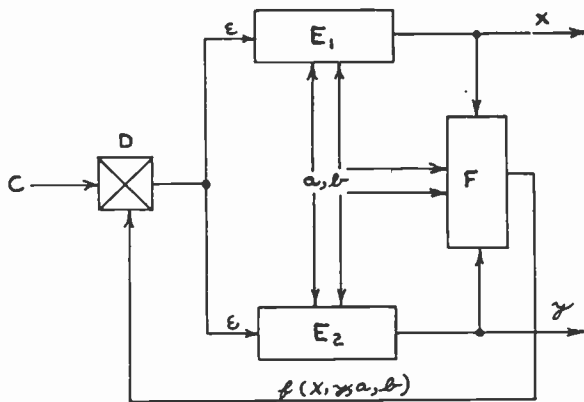 ε E₁ x
D
C a, b F
ε E₂ y
f(x, y, a, b)